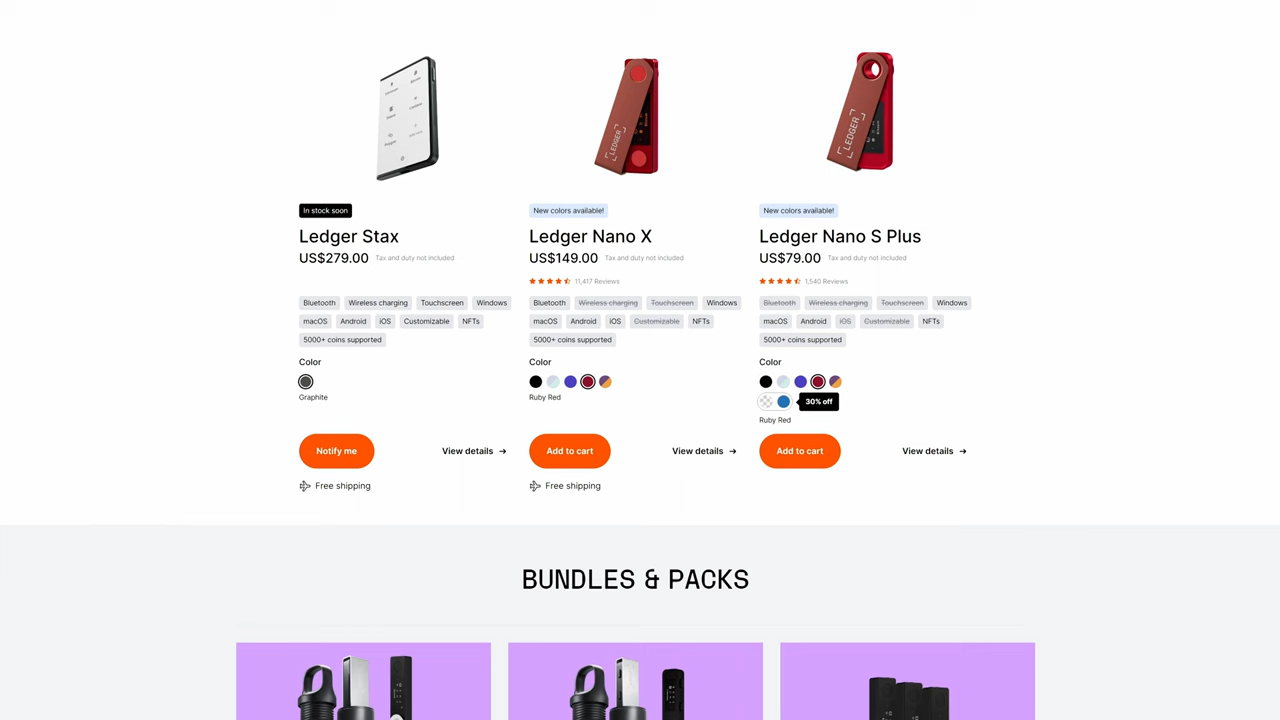 LEDGER
LEDGER
In stock soon
Ledger Stax
US$279.00 Tax and duty not included
Bluetooth Wireless charging Touchscreen Windows
macOS Android iOS Customizable NFTs
5000+ coins supported
Color
Graphite
Notify me View details →
Free shipping
New colors available!
Ledger Nano X
US$149.00 Tax and duty not included
11,417 Reviews
Bluetooth Wireless charging Touchscreen Windows
macOS Android iOS Customizable NFTs
5000+ coins supported
Color
Ruby Red
Add to cart View details →
Free shipping
New colors available!
Ledger Nano S Plus
US$79.00 Tax and duty not included
1,540 Reviews
Bluetooth Wireless charging Touchscreen Windows
macOS Android iOS Customizable NFTs
5000+ coins supported
Color
30% off
Ruby Red
Add to cart View details →
BUNDLES & PACKS